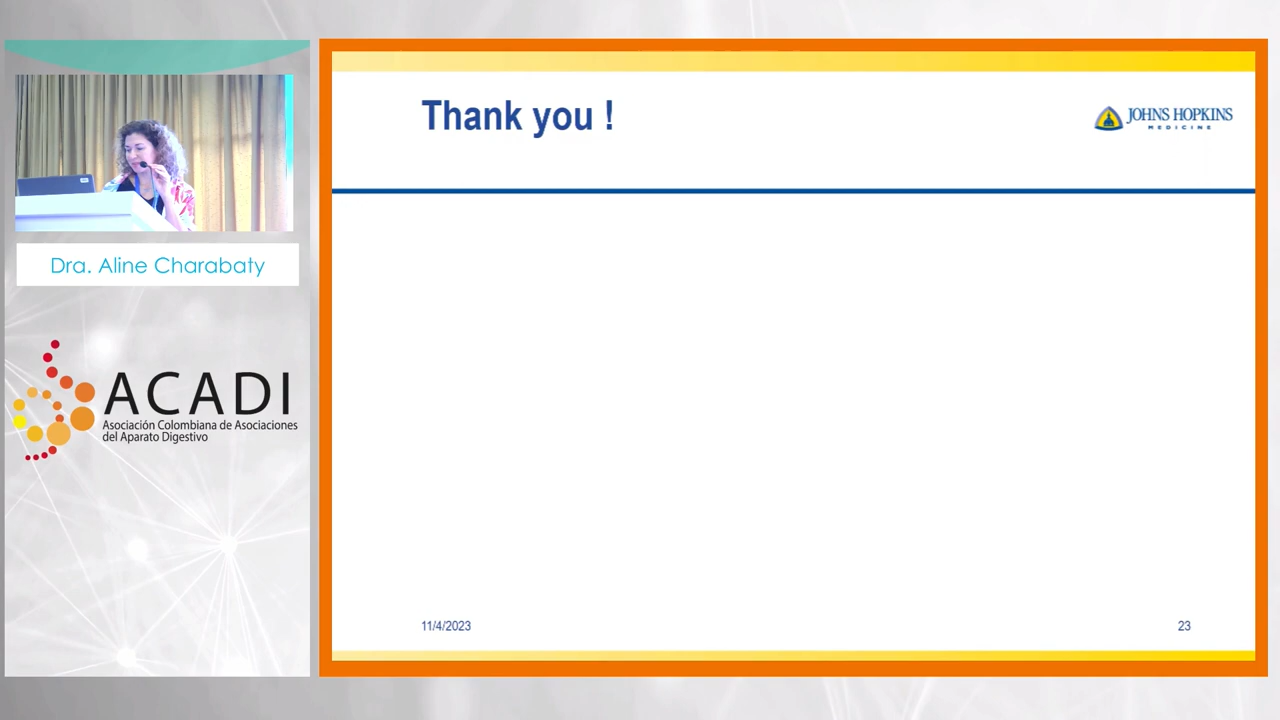 Dra. Aline Charabaty
ACADI
Asociación Colombiana de Asociaciones
del Aparato Digestivo
Thank you !
JOHNS HOPKINS
MEDICINE
11/4/2023
23